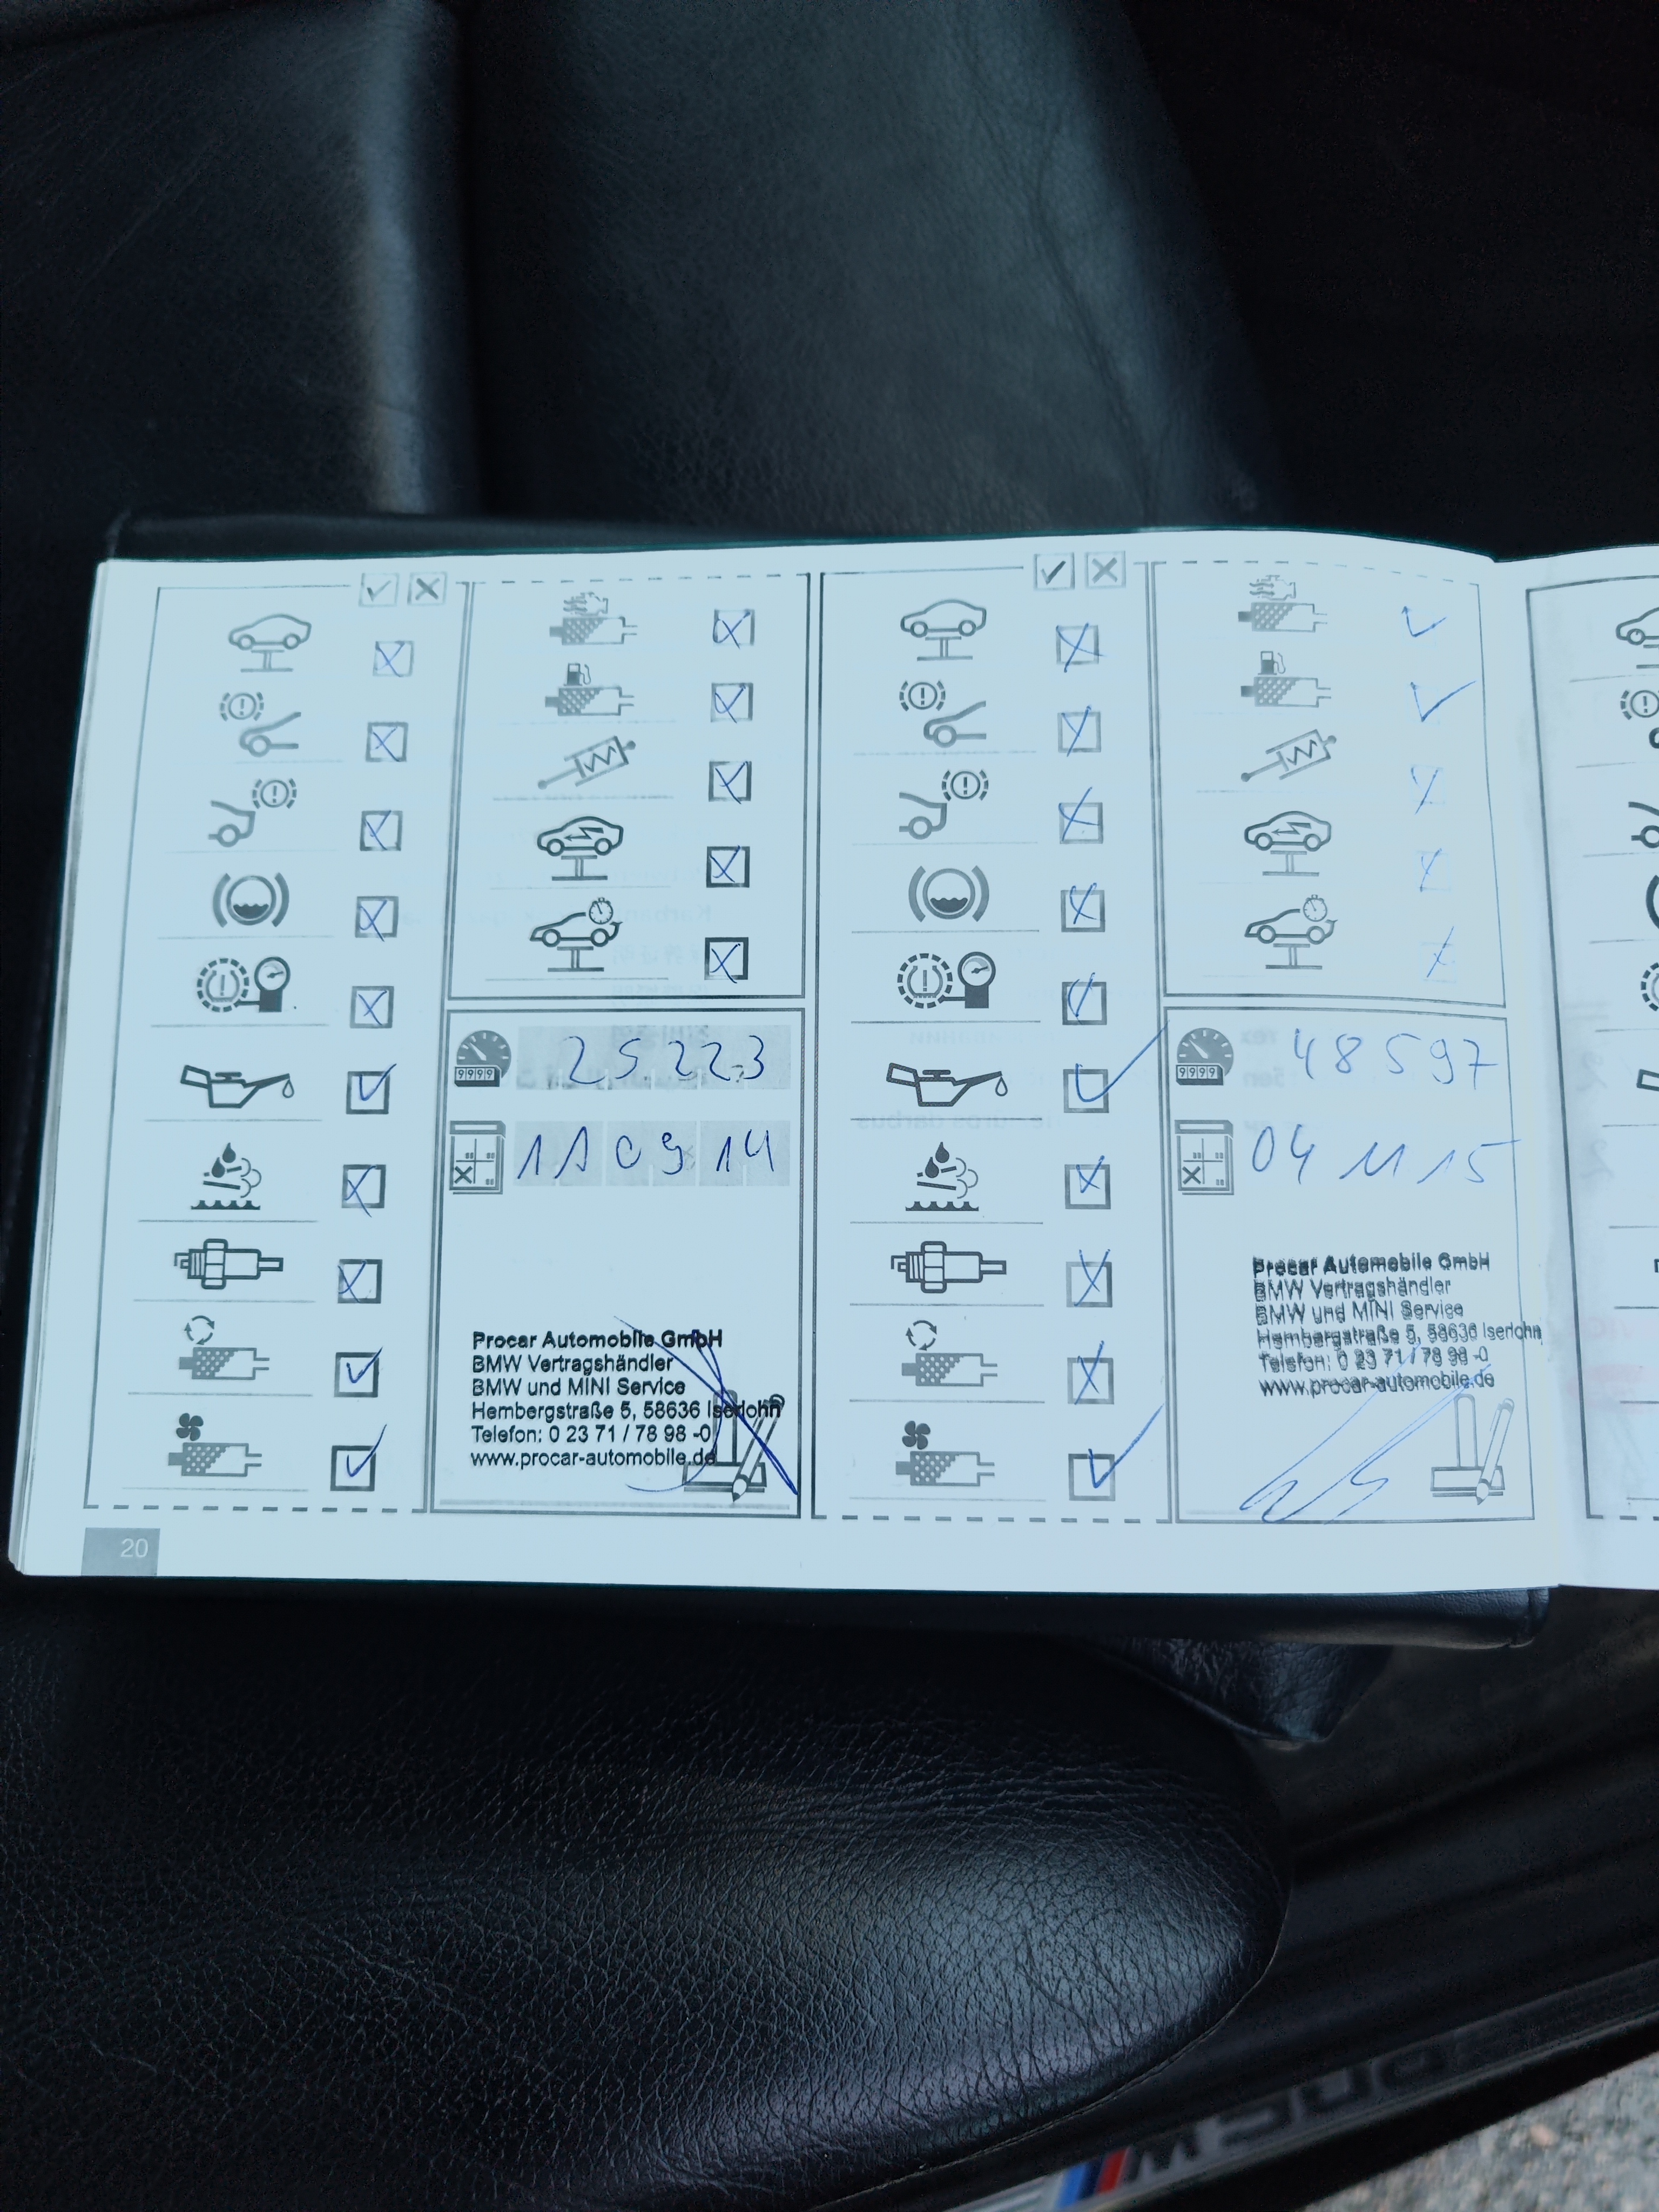 25223
11 09 14
Procar Automobile GmbH
BMW Vertragshändler
BMW und MINI Service
Hembergstraße 5, 58636 Iserlohn
Telefon: 0 23 71 / 78 98 -0
www.procar-automobile.de
9999
48597
04 11 15
Procar Automobile GmbH
BMW Vertragshändler
BMW und MINI Service
Hembergstraße 5, 58636 Iserlohn
Telefon: 0 23 71 / 78 98 -0
www.procar-automobile.de
9999
20